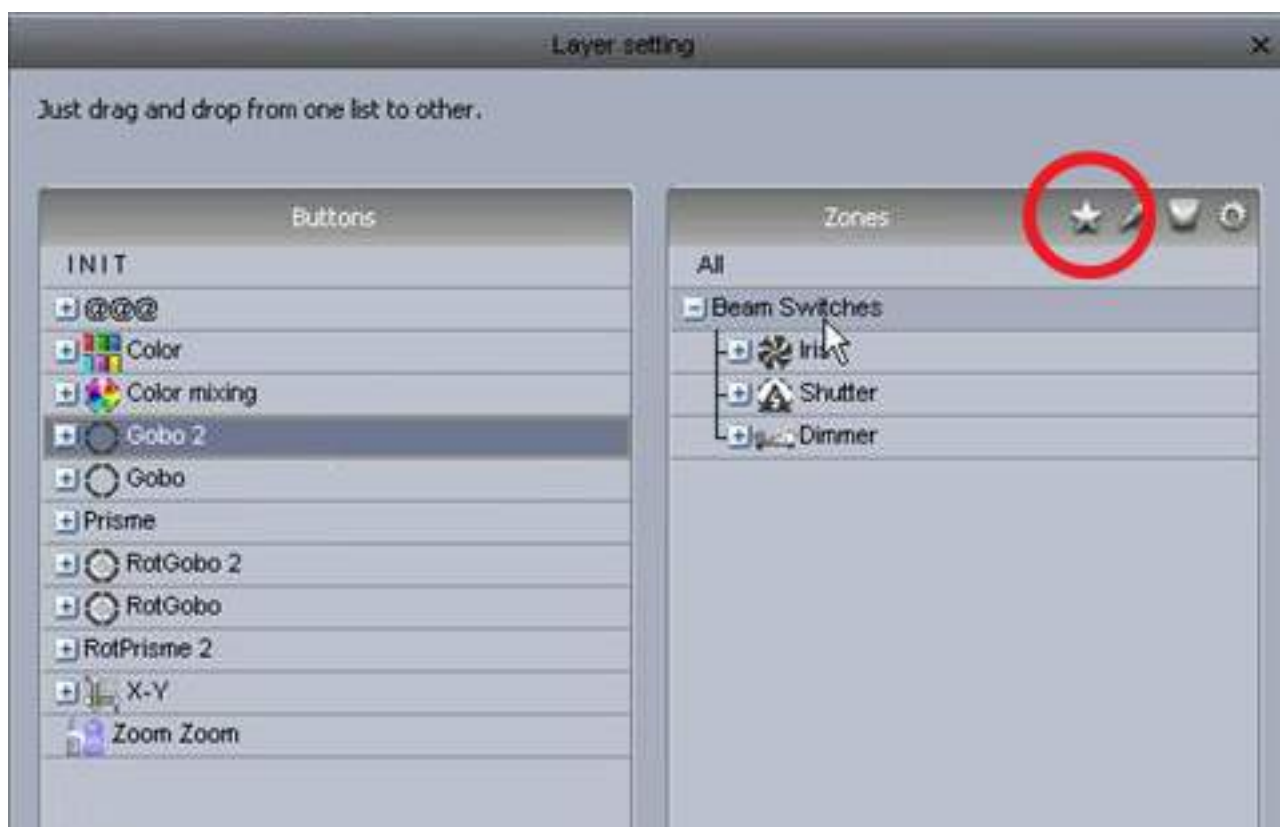 Layer setting
Just drag and drop from one list to other.
Buttons
INIT
@@@
Color
Color mixing
Gobo 2
Gobo
Prisme
RotGobo 2
RotGobo
RotPrisme 2
X-Y
Zoom Zoom
Zones
All
Beam Switches
Iris
Shutter
Dimmer